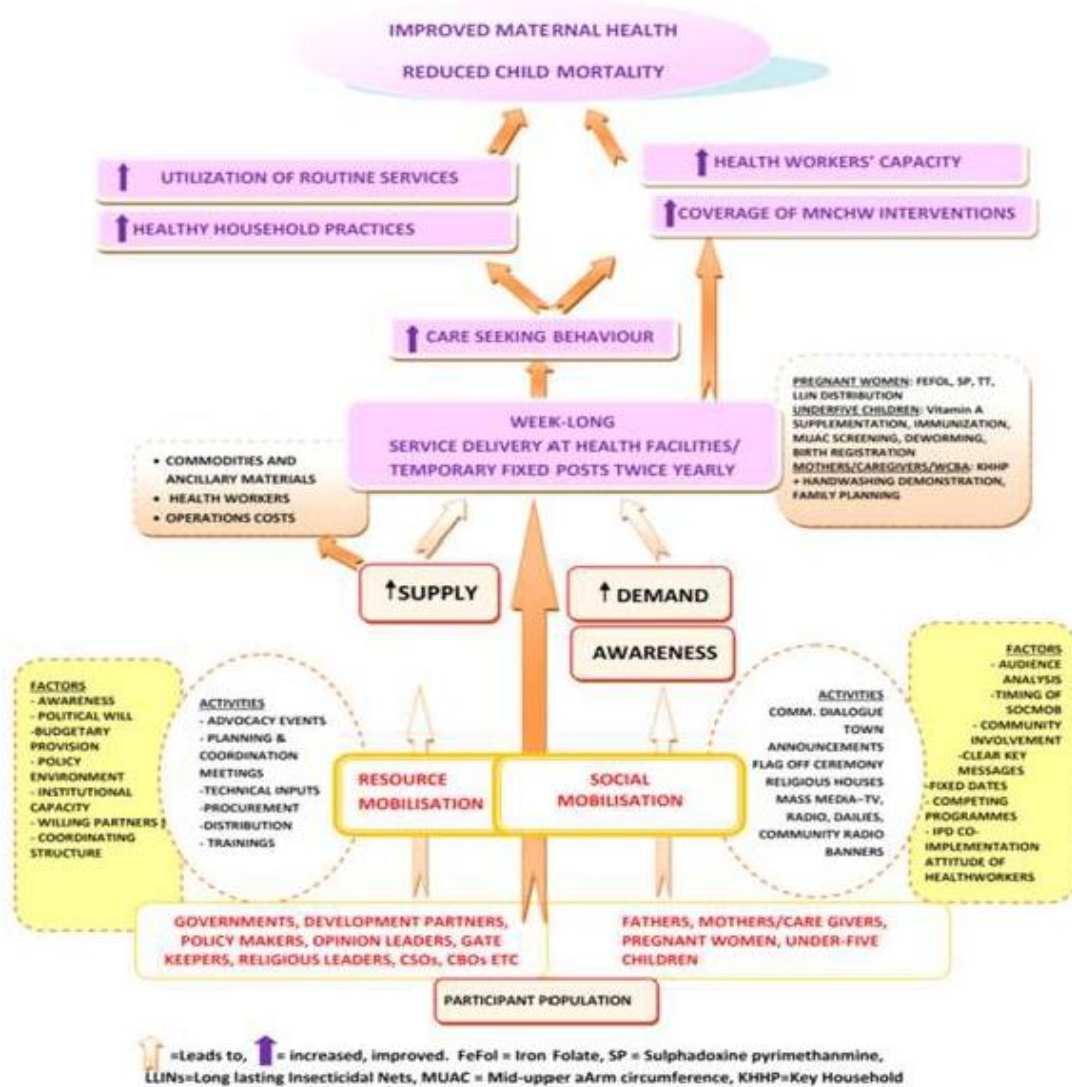 IMPROVED MATERNAL HEALTH
REDUCED CHILD MORTALITY
UTILIZATION OF ROUTINE SERVICES
HEALTHY HOUSEHOLD PRACTICES
HEALTH WORKERS' CAPACITY
COVERAGE OF MNCHW INTERVENTIONS
CARE SEEKING BEHAVIOUR
WEEK-LONG
SERVICE DELIVERY AT HEALTH FACILITIES/
TEMPORARY FIXED POSTS TWICE YEARLY
PREGNANT WOMEN: FEFOL, SP, TT,
LLIN DISTRIBUTION
UNDERFIVE CHILDREN: Vitamin A
SUPPLEMENTATION, IMMUNIZATION,
MUAC SCREENING, DEWORMING,
BIRTH REGISTRATION
MOTHERS/CAREGIVERS/WCBA: KHHP
+ HANDWASHING DEMONSTRATION,
FAMILY PLANNING
• COMMODITIES AND
ANCILLARY MATERIALS
• HEALTH WORKERS
• OPERATIONS COSTS
↑SUPPLY
↑ DEMAND
AWARENESS
FACTORS
- AWARENESS
- POLITICAL WILL
-BUDGETARY
PROVISION
- POLICY
ENVIRONMENT
- INSTITUTIONAL
CAPACITY
- WILLING PARTNERS
- COORDINATING
STRUCTURE
ACTIVITIES
- ADVOCACY EVENTS
- PLANNING &
COORDINATION
MEETINGS
-TECHNICAL INPUTS
-PROCUREMENT
-DISTRIBUTION
- TRAININGS
RESOURCE
MOBILISATION
SOCIAL
MOBILISATION
ACTIVITIES
COMM. DIALOGUE
TOWN
ANNOUNCEMENTS
FLAG OFF CEREMONY
RELIGIOUS HOUSES
MASS MEDIA–TV,
RADIO, DAILIES,
COMMUNITY RADIO
BANNERS
FACTORS
- AUDIENCE
ANALYSIS
-TIMING OF
SOCMOB
- COMMUNITY
INVOLVEMENT
-CLEAR KEY
MESSAGES
-FIXED DATES
- COMPETING
PROGRAMMES
- IPD CO-
IMPLEMENTATION
ATTITUDE OF
HEALTHWORKERS
GOVERNMENTS, DEVELOPMENT PARTNERS,
POLICY MAKERS, OPINION LEADERS, GATE
KEEPERS, RELIGIOUS LEADERS, CSOs, CBOs ETC
FATHERS, MOTHERS/CARE GIVERS,
PREGNANT WOMEN, UNDER-FIVE
CHILDREN
PARTICIPANT POPULATION
=Leads to, = increased, improved. FeFol = Iron Folate, SP = Sulphadoxine pyrimethanmine,
LLINs=Long lasting Insecticidal Nets, MUAC = Mid-upper aArm circumference, KHHP=Key Household